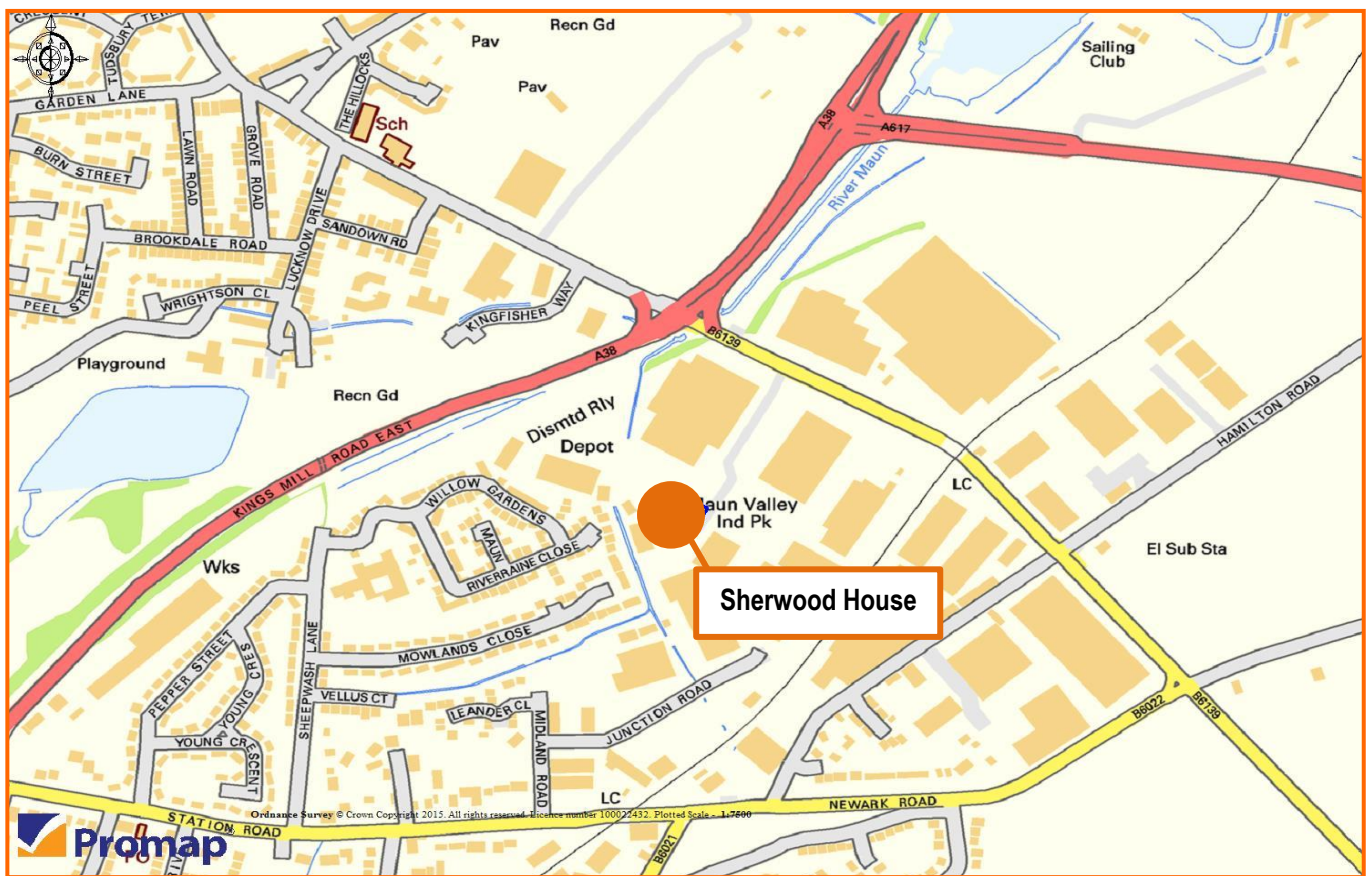 CRESCENT
TUDSBURY TER
Recn Gd
Pav
Sailing
Club
Pav
GARDEN LANE
THE HILLOCKS
Sch
A38
A617
BURN STREET
LAWN ROAD
GROVE ROAD
LUCKNOW DRIVE
SANDOWN RD
River Maun
BROOKDALE ROAD
PEEL STREET
WRIGHTSON CL
KINGFISHER WAY
B6139
A38
Playground
Recn Gd
HAMILTON ROAD
Dismtd Rly
Depot
KINGS MILL ROAD EAST
WILLOW GARDENS
MAUN
RIVERRAINE CLOSE
aun Valley
Ind Pk
LC
El Sub Sta
Wks
Sherwood House
PEPPER STREET
YOUNG CRES
SHEEPWASH LANE
MOWLANDS CLOSE
VELLUS CT
LEANDER CL
MIDLAND ROAD
JUNCTION ROAD
YOUNG CRESCENT
B6022
B6139
LC
NEWARK ROAD
Ordnance Survey © Crown Copyright 2015. All rights reserved. Licence number 100022432. Plotted Scale - 1:7500
STATION ROAD
B6021
Promap
PO